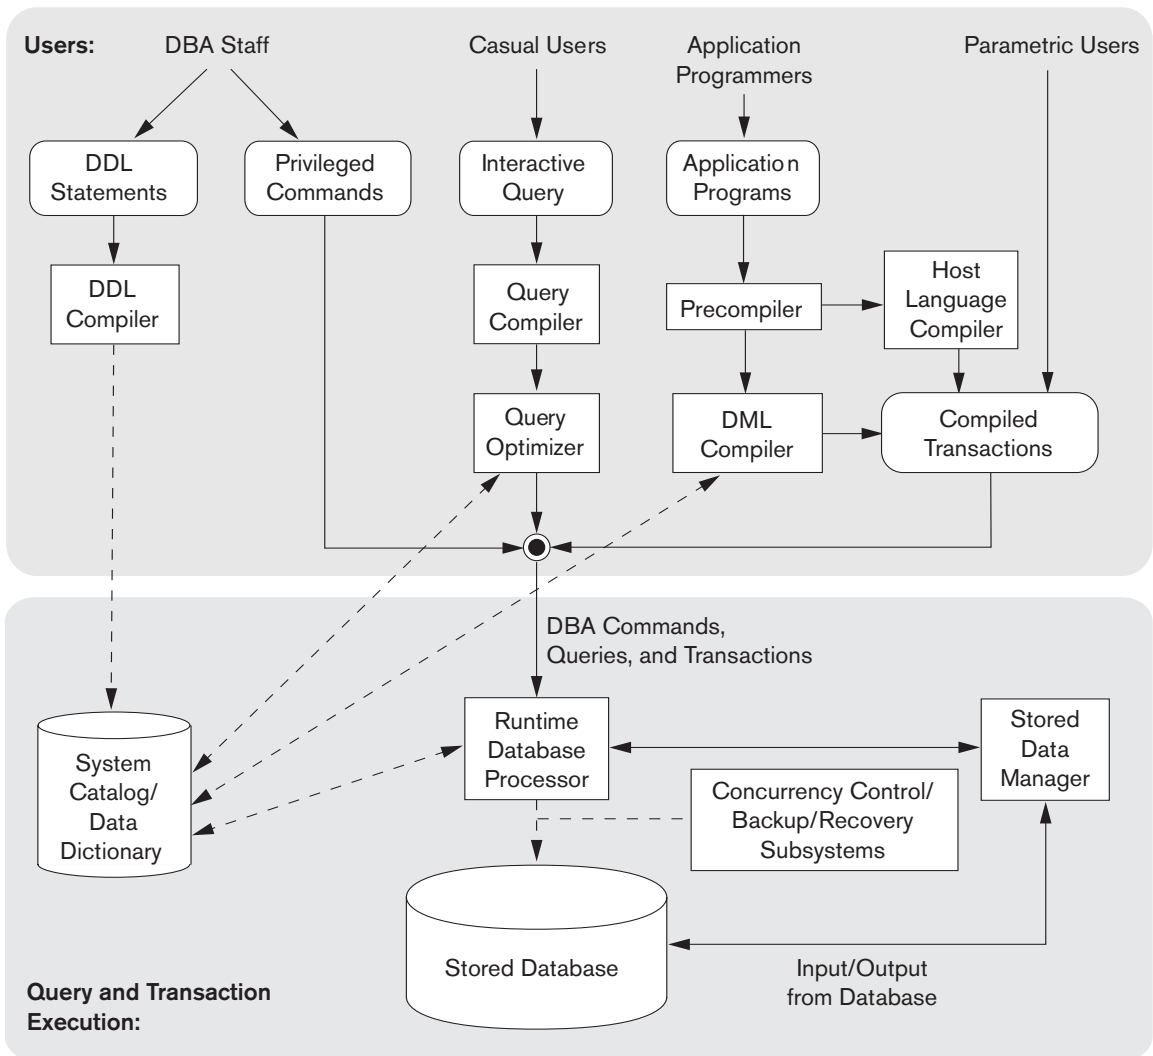 Users:
DBA Staff
Casual Users
Application
Programmers
Parametric Users
DDL
Statements
Privileged
Commands
Interactive
Query
Application
Programs
DDL
Compiler
Query
Compiler
Precompiler
Host
Language
Compiler
Query
Optimizer
DML
Compiler
Compiled
Transactions
DBA Commands,
Queries, and Transactions
System
Catalog/
Data
Dictionary
Runtime
Database
Processor
Stored
Data
Manager
Concurrency Control/
Backup/Recovery
Subsystems
Stored Database
Input/Output
from Database
Query and Transaction
Execution: